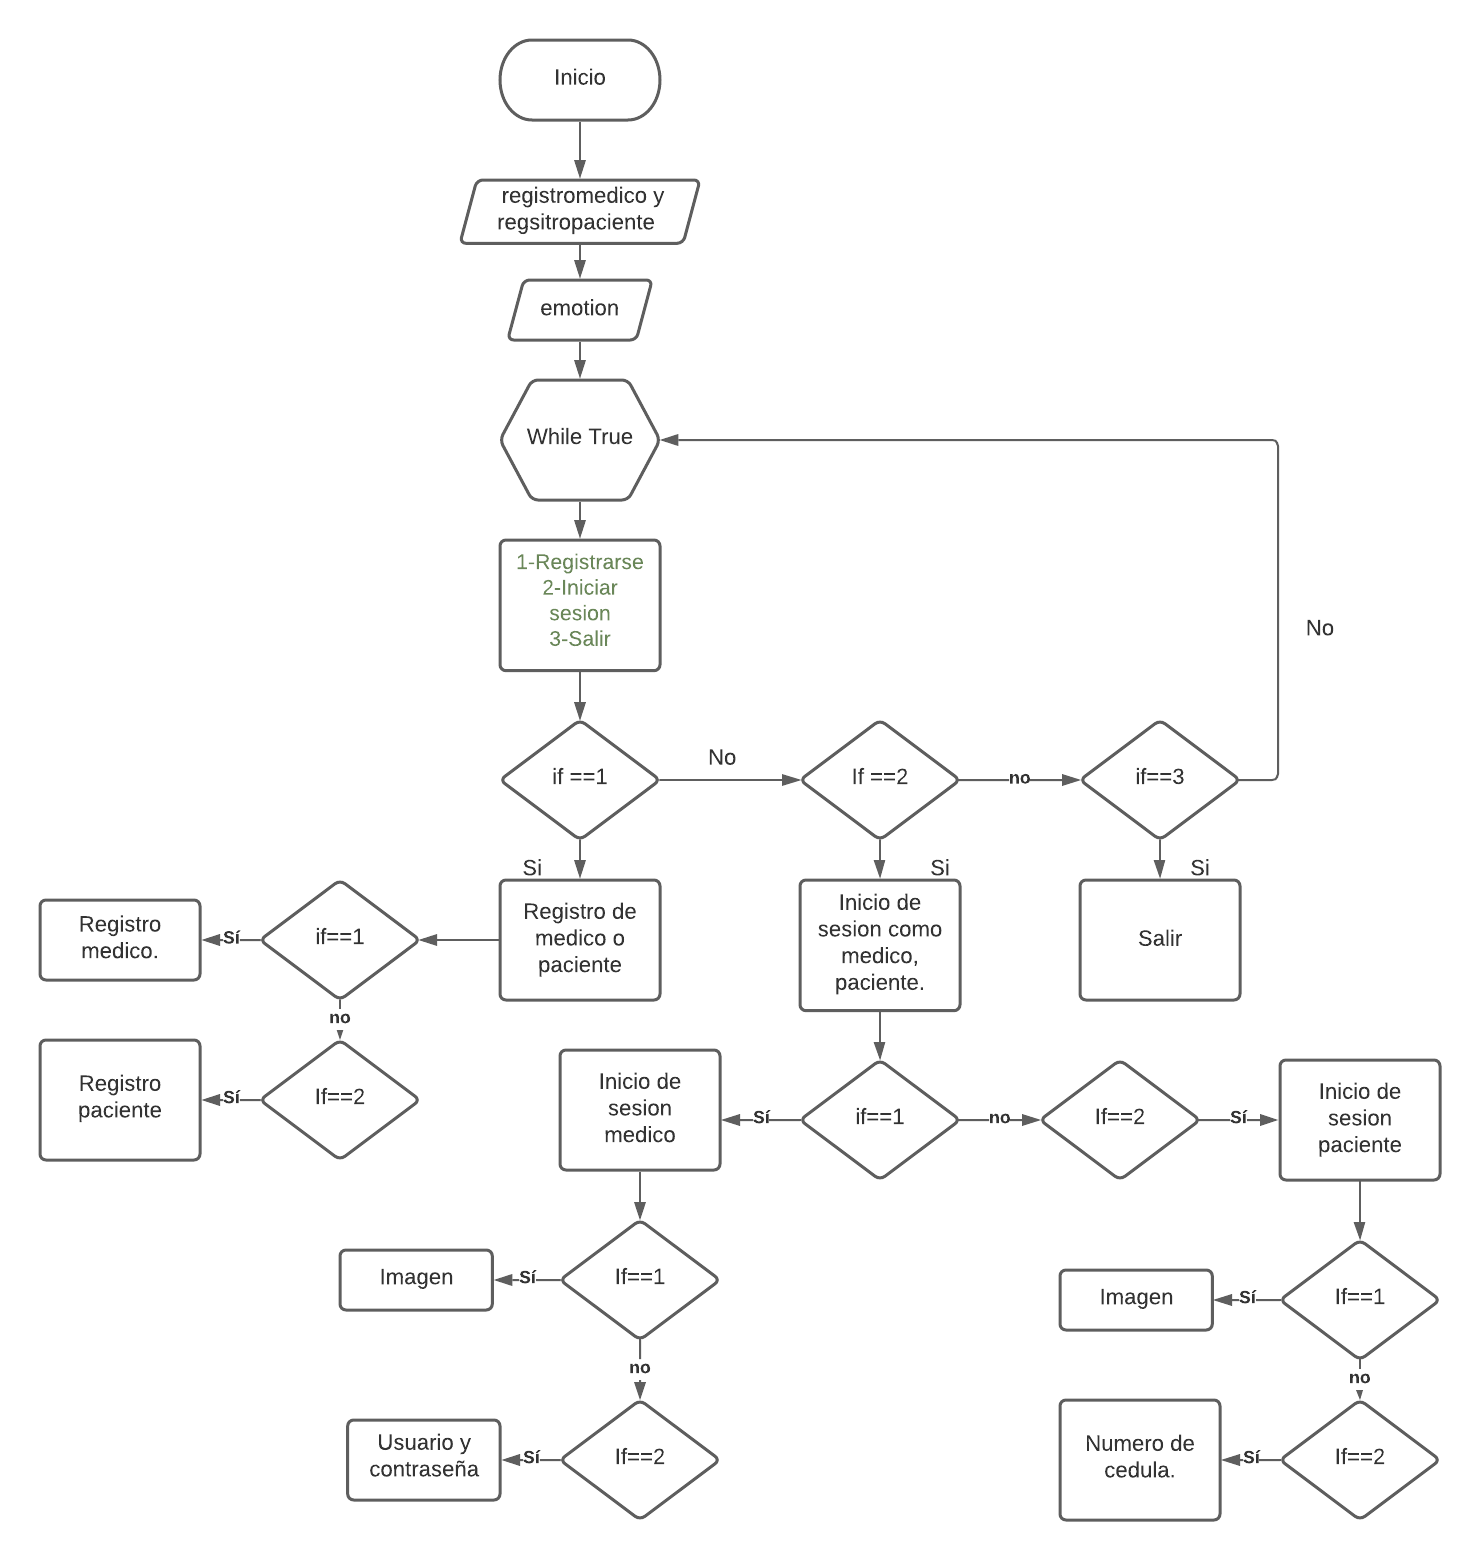 Inicio
registromedico y
regsitropaciente
emotion
While True
1-Registrarse
2-Iniciar
sesion
3-Salir
No
if ==1
No
If ==2
no
if==3
Si
Si
Si
Registro
medico.
Sí
if==1
Registro de
medico o
paciente
Inicio de
sesion como
medico,
paciente.
Salir
no
Registro
paciente
Sí
If==2
Inicio de
sesion
medico
Sí
if==1
no
If==2
Sí
Inicio de
sesion
paciente
Imagen
Sí
If==1
Imagen
Sí
If==1
no
no
Usuario y
contraseña
Sí
If==2
Numero de
cedula.
Sí
If==2